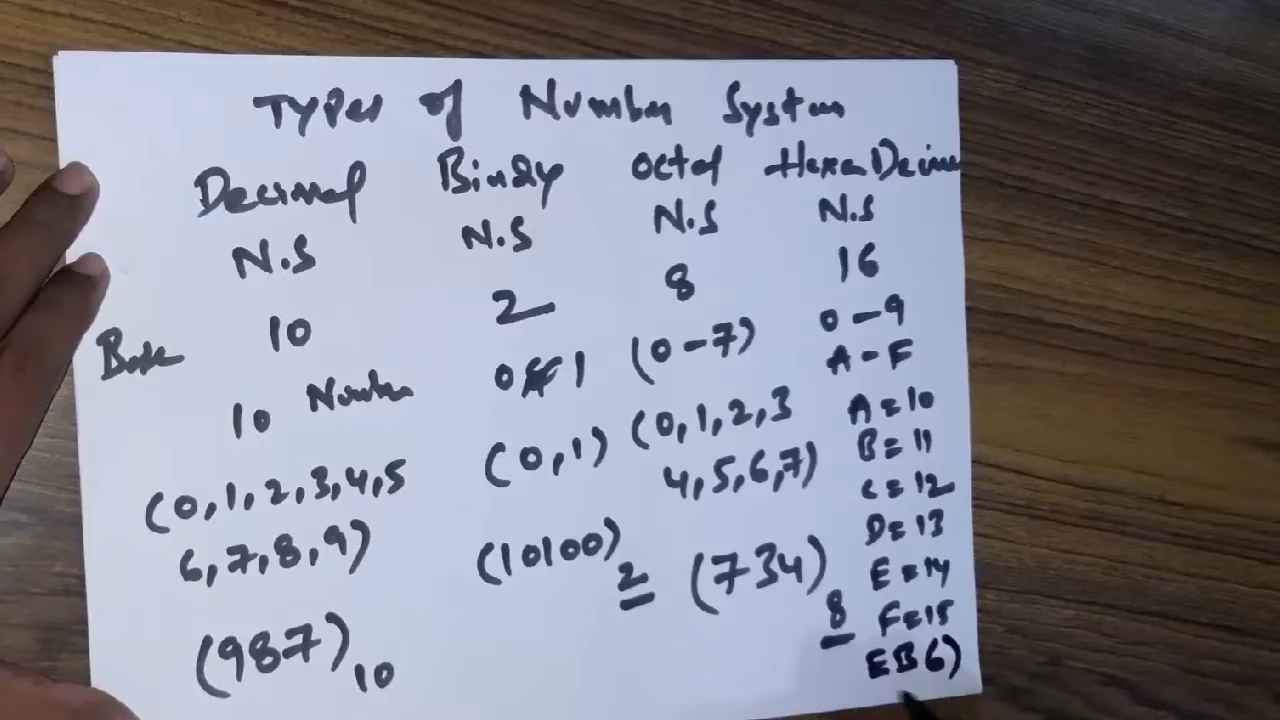 Types of Number System
Decimal Binary Octal HexaDecim
N.S N.S N.S N.S
Base 10 2 8 16
10 Number 0 1 (0-7) 0-9
A-F
(0,1,2,3,4,5 (0,1) (0,1,2,3 A=10
6,7,8,9) 4,5,6,7) B=11
C=12
D=13
(987)10 (10100)2 (734)8 E=14
F=15
EB6)